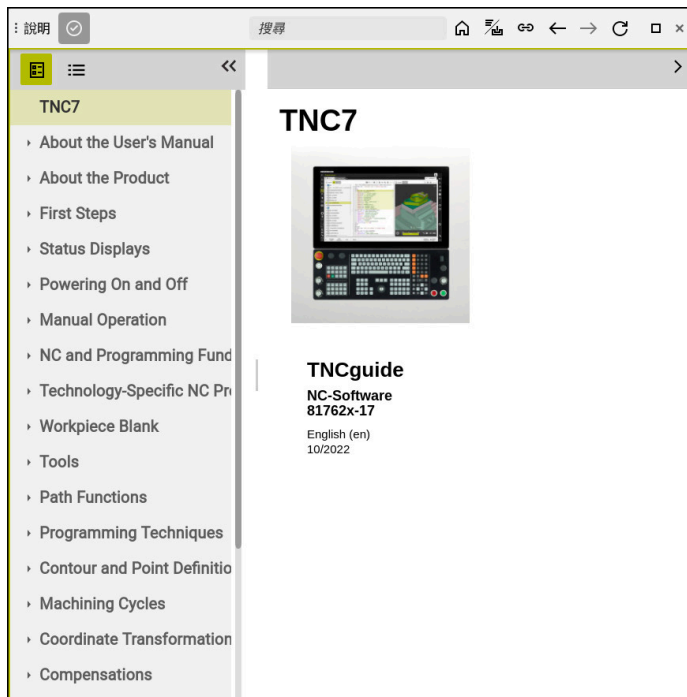 說明
搜尋
TNC7
About the User's Manual
About the Product
First Steps
Status Displays
Powering On and Off
Manual Operation
NC and Programming Fund
Technology-Specific NC Pr
Workpiece Blank
Tools
Path Functions
Programming Techniques
Contour and Point Definitio
Machining Cycles
Coordinate Transformation
Compensations
TNC7
TNCguide
NC-Software
81762x-17
English (en)
10/2022